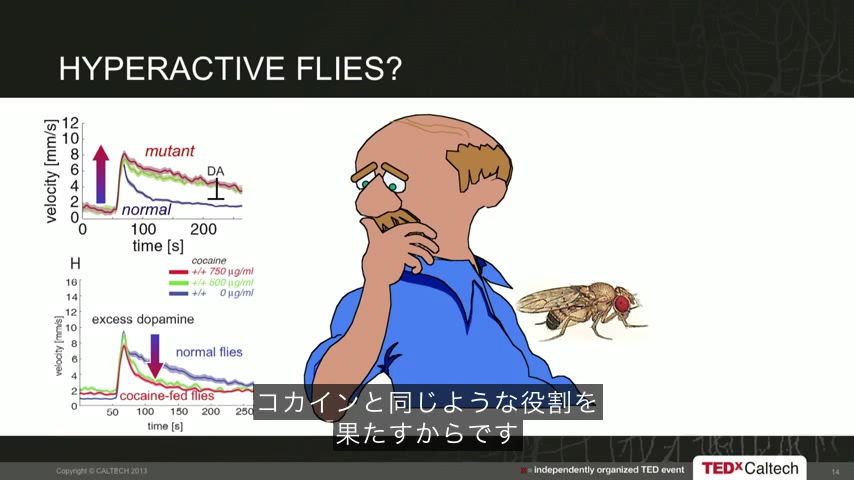 HYPERACTIVE FLIES?
12
10
8
6
4
2
0
velocity [mm/s]
mutant
DA
normal
0
100
200
time [s]
H
cocaine
+/+ 750 µg/ml
+/+ 500 µg/ml
+/+ 0 µg/ml
16
14
12
10
8
6
4
2
0
velocity [mm/s]
excess dopamine
normal flies
cocaine-fed flies
50
100
150
200
250
time [s]
コカインと同じような役割を
果たすからです
Copyright © CALTECH 2013
x = independently organized TED event
TEDxCaltech
14